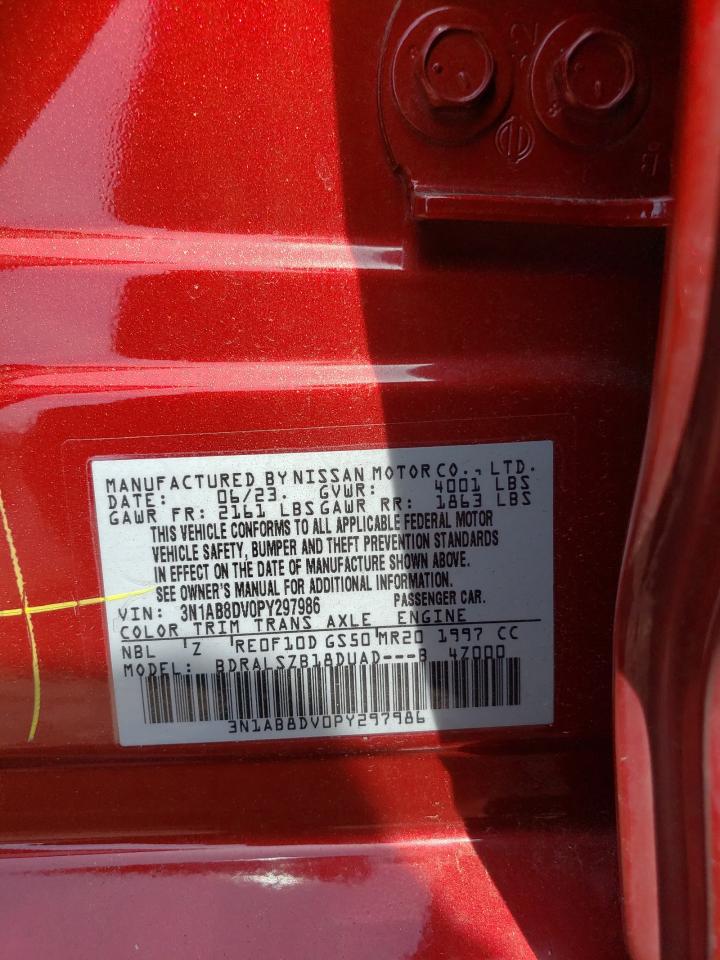 MANUFACTURED BY NISSAN MOTOR CO., LTD.
DATE: 06/23. GVWR: 4001 LBS
GAWR FR: 2161 LBS GAWR RR: 1863 LBS
THIS VEHICLE CONFORMS TO ALL APPLICABLE FEDERAL MOTOR
VEHICLE SAFETY, BUMPER AND THEFT PREVENTION STANDARDS
IN EFFECT ON THE DATE OF MANUFACTURE SHOWN ABOVE.
SEE OWNER'S MANUAL FOR ADDITIONAL INFORMATION.
VIN: 3N1AB8DV0PY297986 PASSENGER CAR.
COLOR TRIM TRANS AXLE ENGINE
NBL Z RE0F10D GS50 MR20 1997 CC
MODEL: BDRALSZB18DUAD---B 4Z000
3N1AB8DV0PY297986